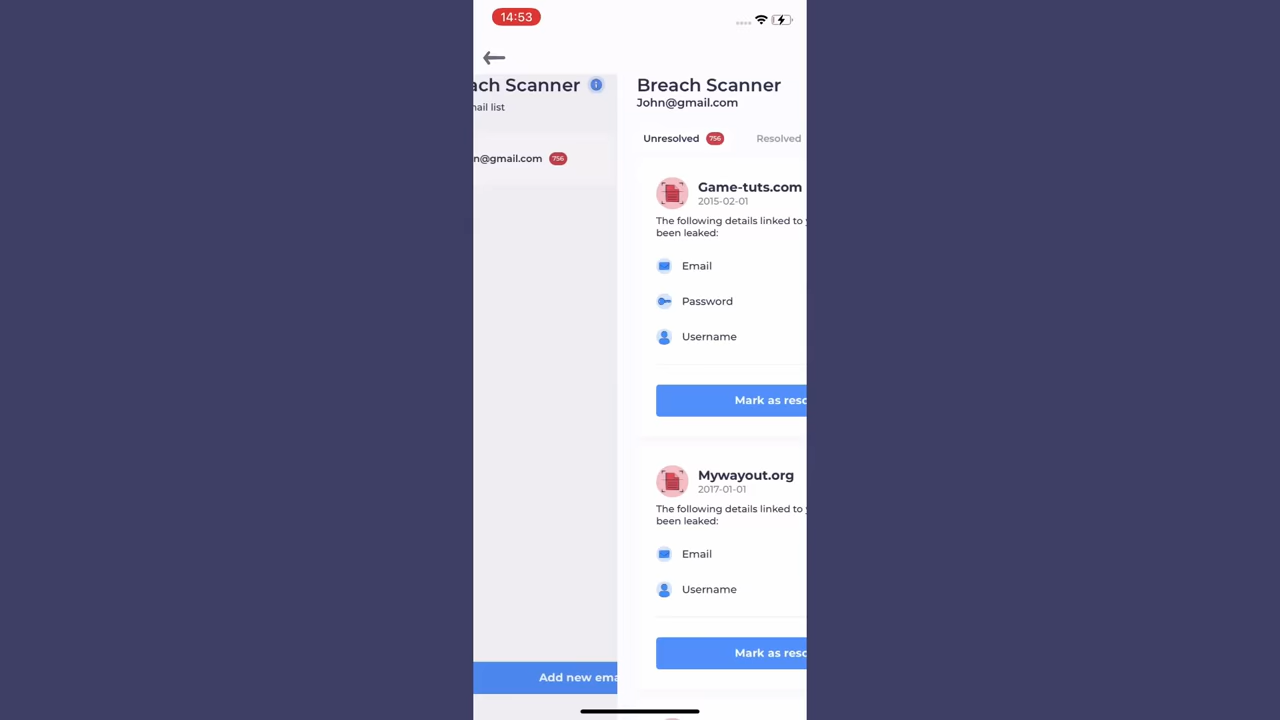 14:53
ach Scanner
Breach Scanner
John@gmail.com
ail list
n@gmail.com 756
Unresolved 756 Resolved
Game-tuts.com
2015-02-01
The following details linked to
been leaked:
Email
Password
Username
Mark as reso
Mywayout.org
2017-01-01
The following details linked to
been leaked:
Email
Username
Mark as reso
Add new ema